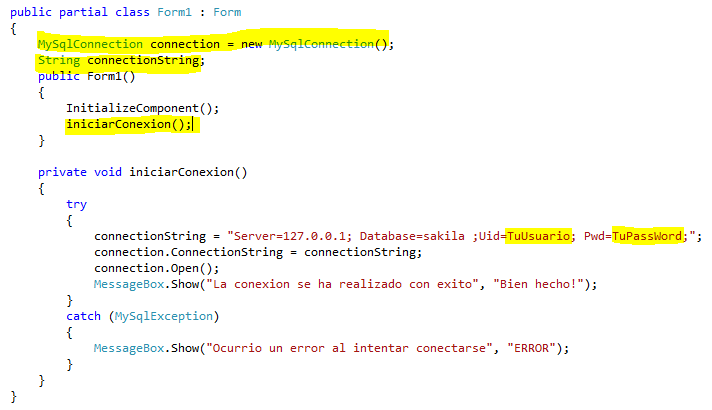 public partial class Form1 : Form
{
MySqlConnection connection = new MySqlConnection();
String connectionString;
public Form1()
{
InitializeComponent();
iniciarConexion();
}
private void iniciarConexion()
{
try
{
connectionString = "Server=127.0.0.1; Database=sakila ;Uid=TuUsuario; Pwd=TuPassWord;";
connection.ConnectionString = connectionString;
connection.Open();
MessageBox.Show("La conexion se ha realizado con exito", "Bien hecho!");
}
catch (MySqlException)
{
MessageBox.Show("Ocurrio un error al intentar conectarse", "ERROR");
}
}
}